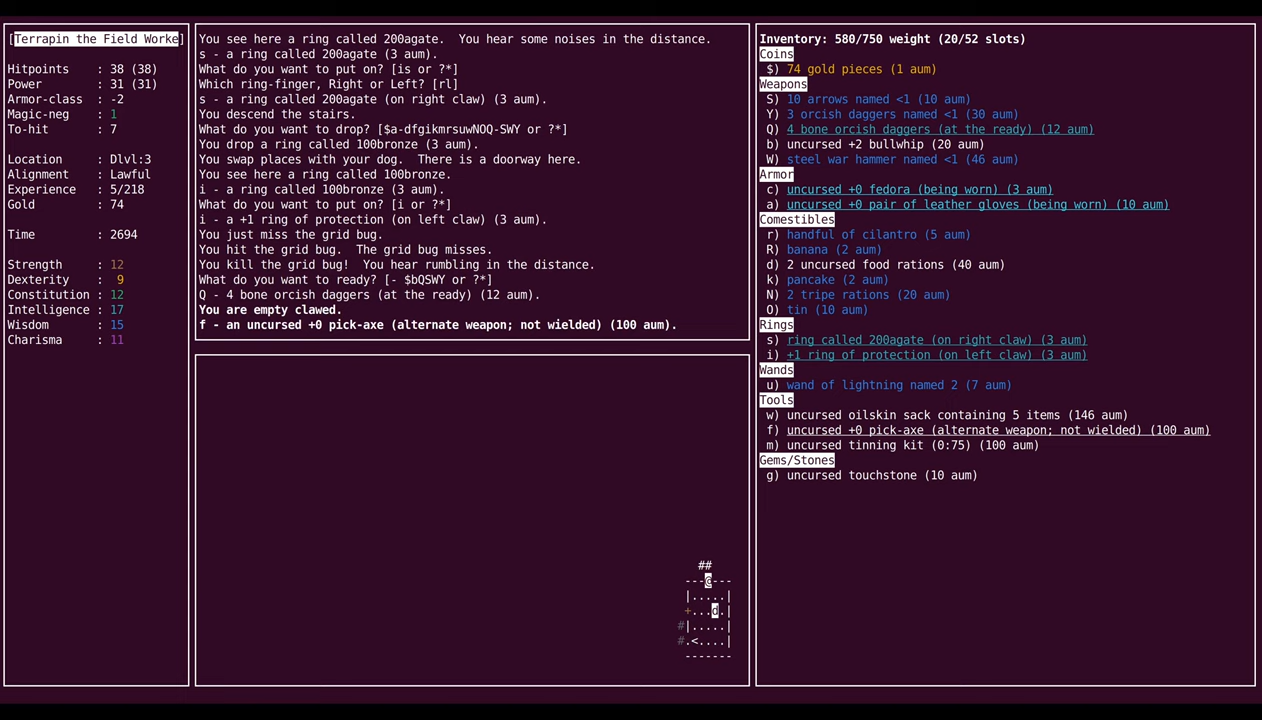 [Terrapin the Field Worke]
Hitpoints : 38 (38)
Power : 31 (31)
Armor-class : -2
Magic-neg : 1
To-hit : 7
Location : Dlvl:3
Alignment : Lawful
Experience : 5/218
Gold : 74
Time : 2694
Strength : 12
Dexterity : 9
Constitution : 12
Intelligence : 17
Wisdom : 15
Charisma : 11
You see here a ring called 200agate.  You hear some noises in the distance.
s - a ring called 200agate (3 aum).
What do you want to put on? [is or ?*]
Which ring-finger, Right or Left? [rl]
s - a ring called 200agate (on right claw) (3 aum).
You descend the stairs.
What do you want to drop? [$a-dfgikmrsuwNOQ-SWY or ?*]
You drop a ring called 100bronze (3 aum).
You swap places with your dog.  There is a doorway here.
You see here a ring called 100bronze.
i - a ring called 100bronze (3 aum).
What do you want to put on? [i or ?*]
i - a +1 ring of protection (on left claw) (3 aum).
You just miss the grid bug.
You hit the grid bug.  The grid bug misses.
You kill the grid bug!  You hear rumbling in the distance.
What do you want to ready? [- $bQSWY or ?*]
Q - 4 bone orcish daggers (at the ready) (12 aum).
You are empty clawed.
f - an uncursed +0 pick-axe (alternate weapon; not wielded) (100 aum).
##
---@---
|.....|
+...d.|
#|.....|
#.<....|
-------
Inventory: 580/750 weight (20/52 slots)
Coins
$) 74 gold pieces (1 aum)
Weapons
S) 10 arrows named <1 (10 aum)
Y) 3 orcish daggers named <1 (30 aum)
Q) 4 bone orcish daggers (at the ready) (12 aum)
b) uncursed +2 bullwhip (20 aum)
W) steel war hammer named <1 (46 aum)
Armor
c) uncursed +0 fedora (being worn) (3 aum)
a) uncursed +0 pair of leather gloves (being worn) (10 aum)
Comestibles
r) handful of cilantro (5 aum)
R) banana (2 aum)
d) 2 uncursed food rations (40 aum)
k) pancake (2 aum)
N) 2 tripe rations (20 aum)
O) tin (10 aum)
Rings
s) ring called 200agate (on right claw) (3 aum)
i) +1 ring of protection (on left claw) (3 aum)
Wands
u) wand of lightning named 2 (7 aum)
Tools
w) uncursed oilskin sack containing 5 items (146 aum)
f) uncursed +0 pick-axe (alternate weapon; not wielded) (100 aum)
m) uncursed tinning kit (0:75) (100 aum)
Gems/Stones
g) uncursed touchstone (10 aum)